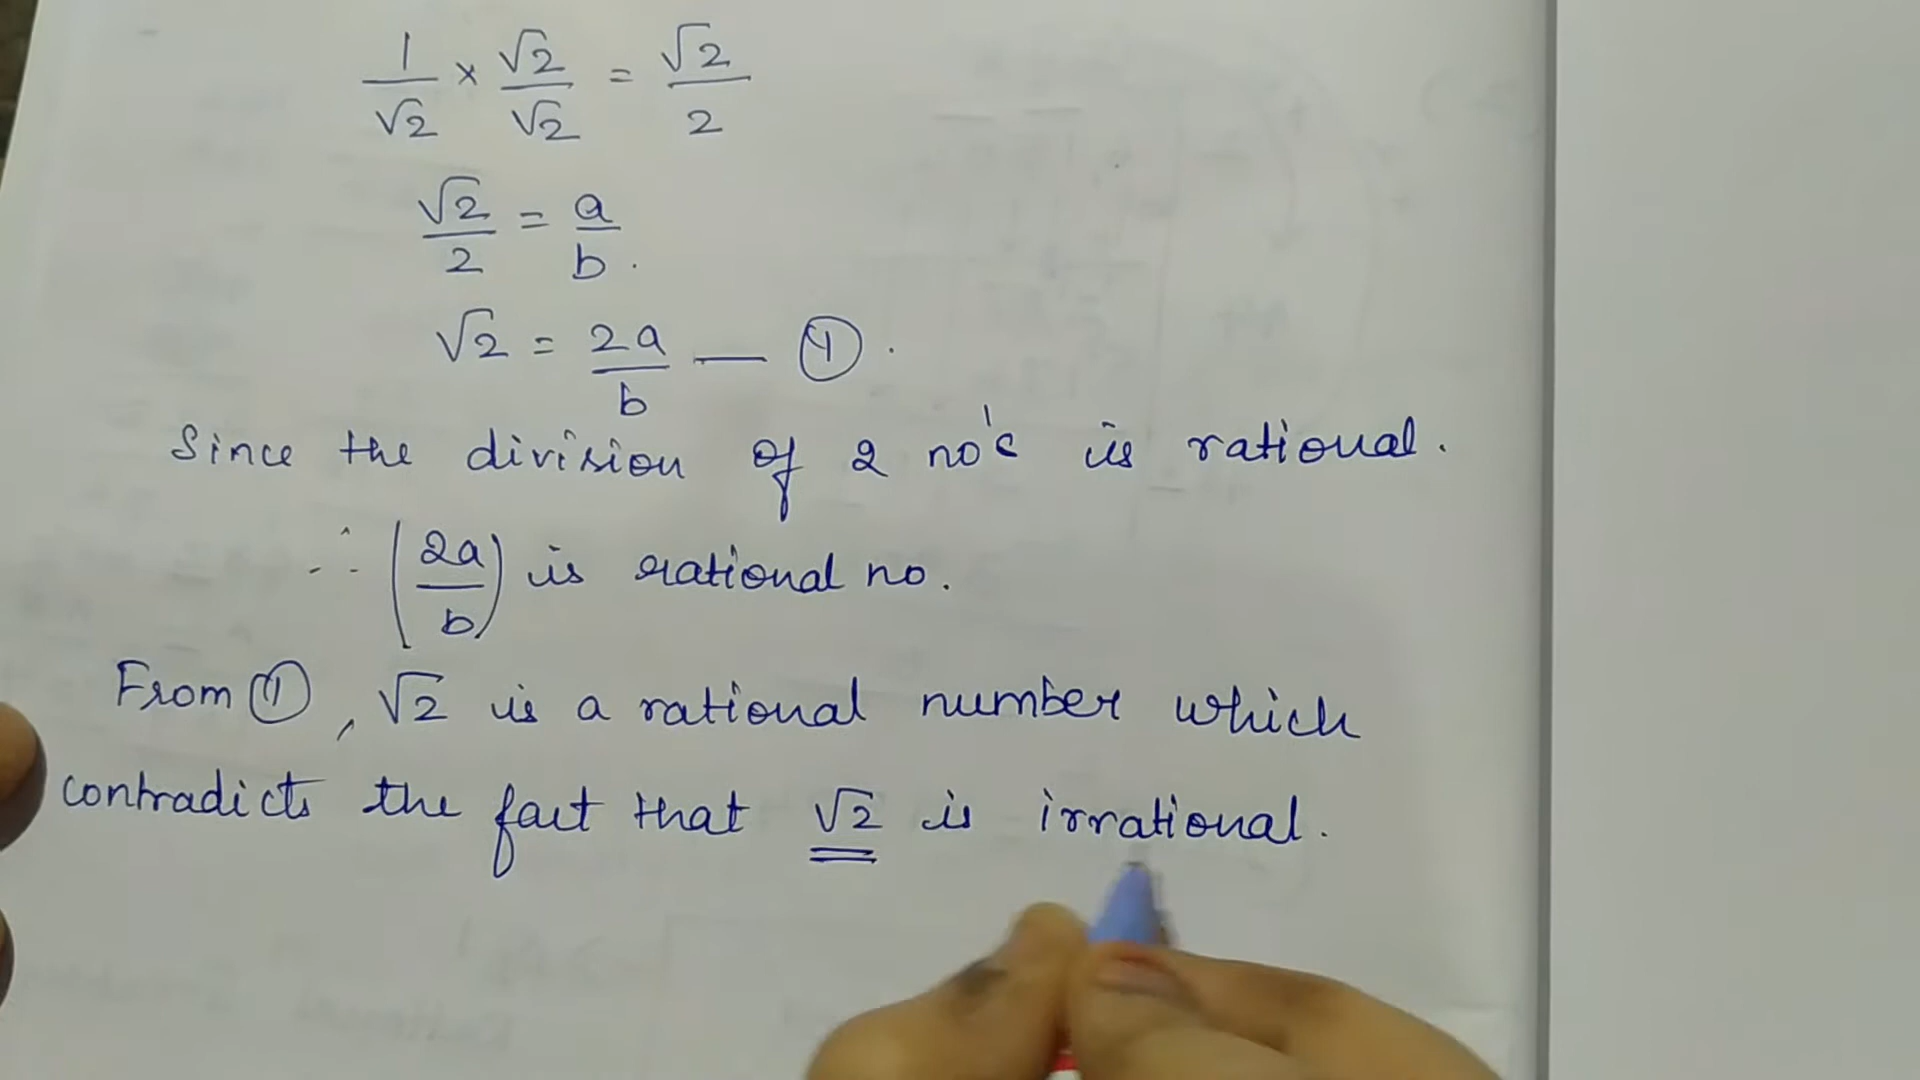 1/√2 × √2/√2 = √2/2
√2/2 = a/b.
√2 = 2a/b — ①.
Since the division of 2 no's is rational.
∴ (2a/b) is rational no.
From ①, √2 is a rational number which
contradicts the fact that √2 is irrational.